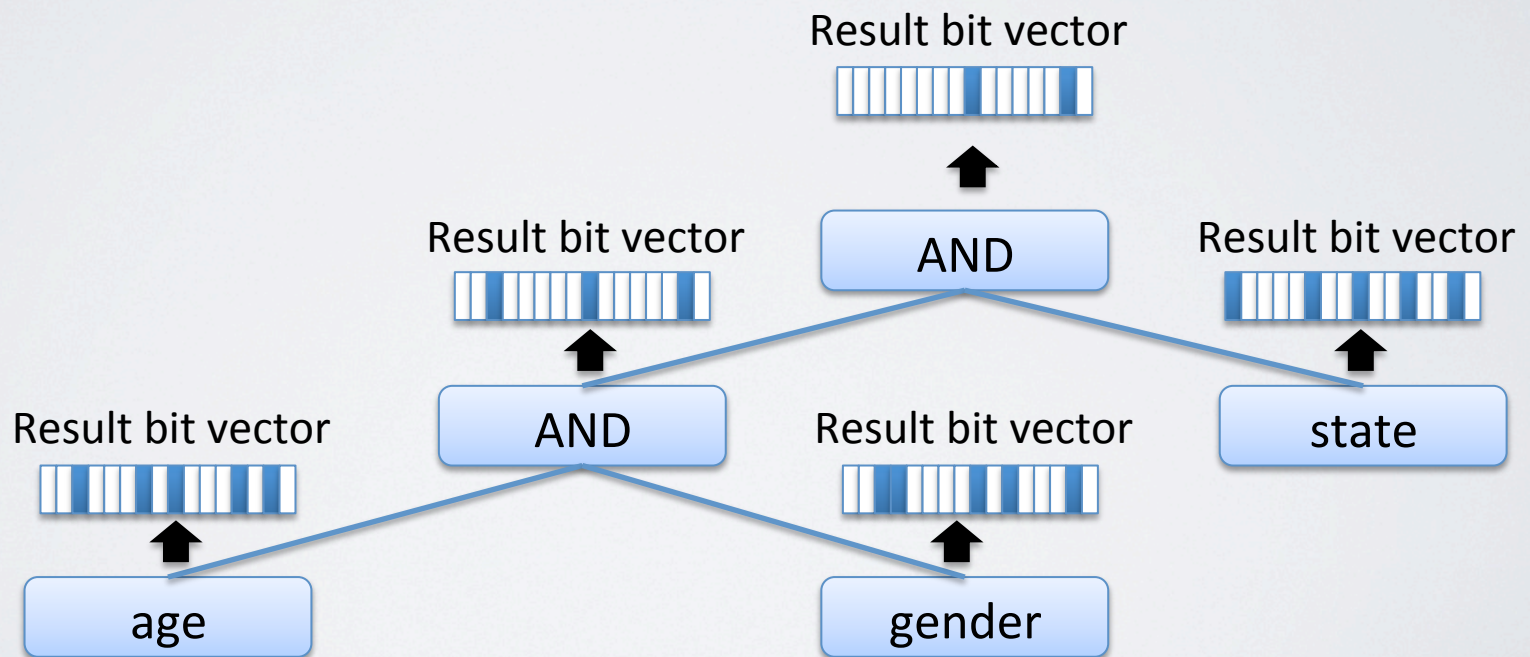 Result bit vector
AND
Result bit vector
Result bit vector
AND
state
Result bit vector
Result bit vector
age
gender